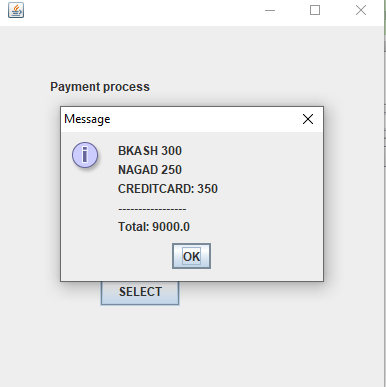 Payment process
Message
BKASH 300
NAGAD 250
CREDITCARD: 350
-----------------
Total: 9000.0
OK
SELECT